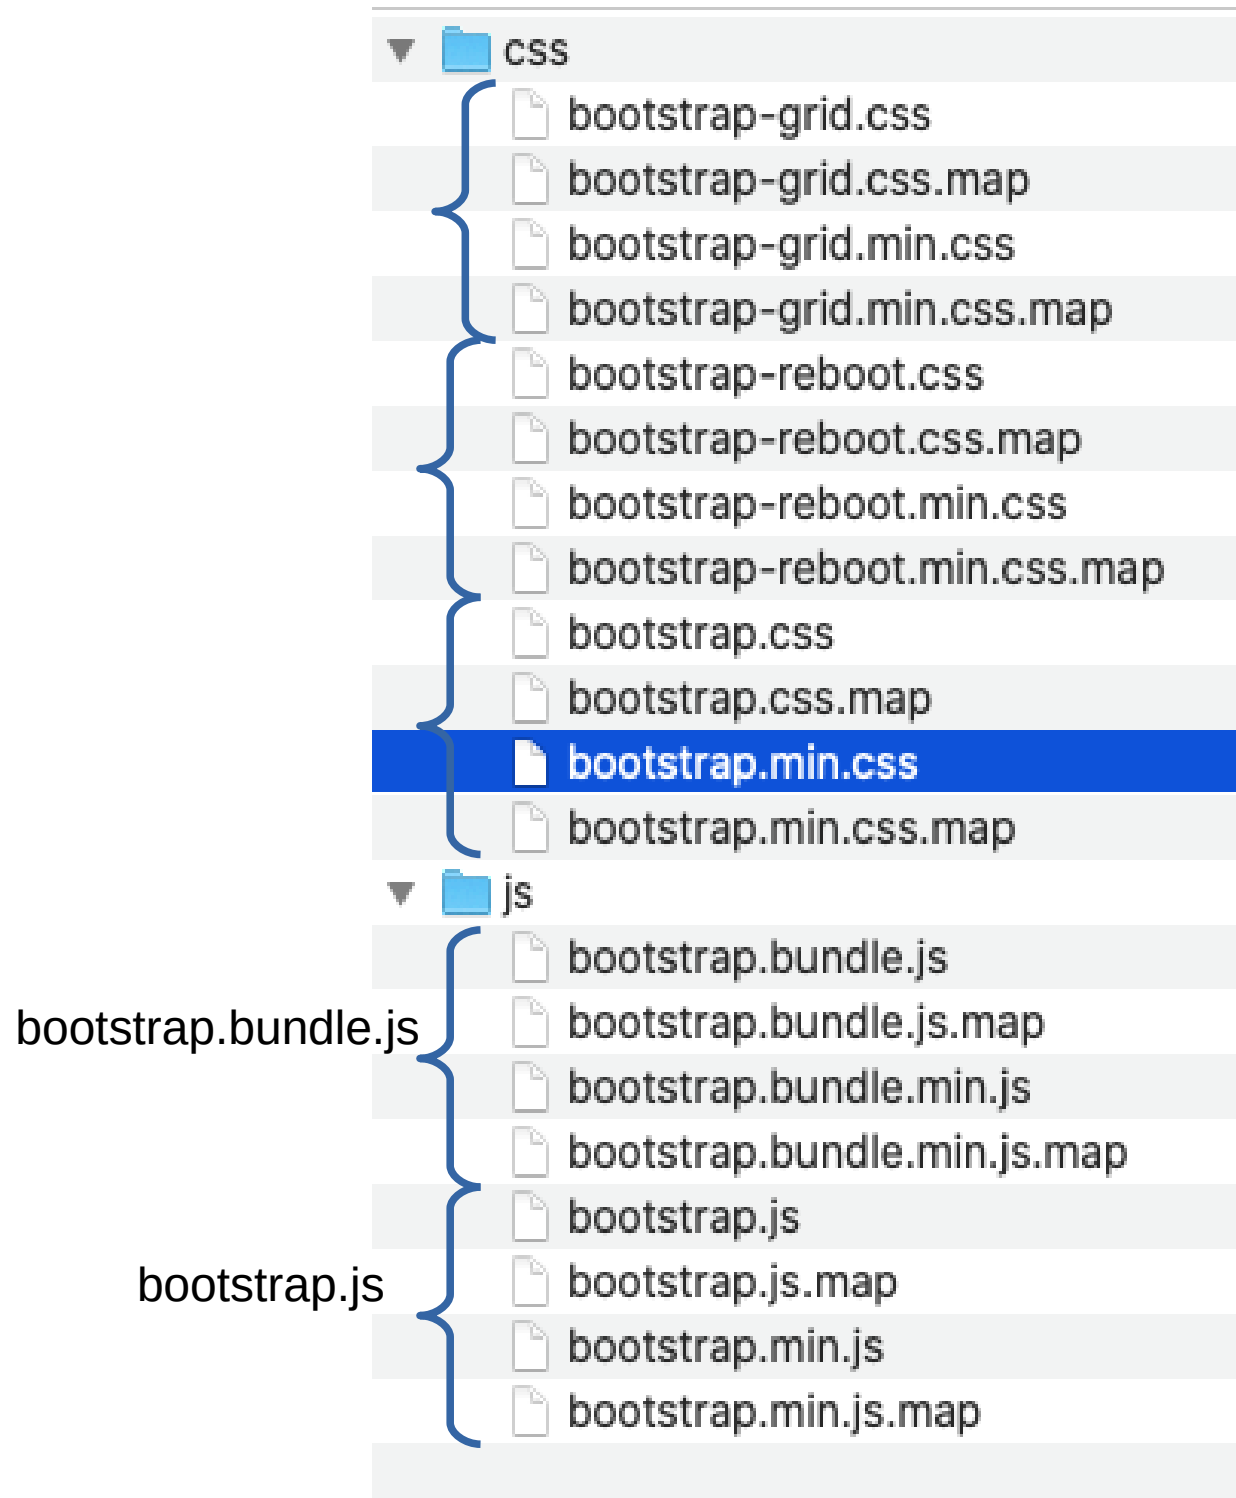 css
bootstrap-grid.css
bootstrap-grid.css.map
bootstrap-grid.min.css
bootstrap-grid.min.css.map
bootstrap-reboot.css
bootstrap-reboot.css.map
bootstrap-reboot.min.css
bootstrap-reboot.min.css.map
bootstrap.css
bootstrap.css.map
bootstrap.min.css
bootstrap.min.css.map
js
bootstrap.bundle.js
bootstrap.bundle.js
bootstrap.bundle.js.map
bootstrap.bundle.min.js
bootstrap.bundle.min.js.map
bootstrap.js
bootstrap.js
bootstrap.js.map
bootstrap.min.js
bootstrap.min.js.map